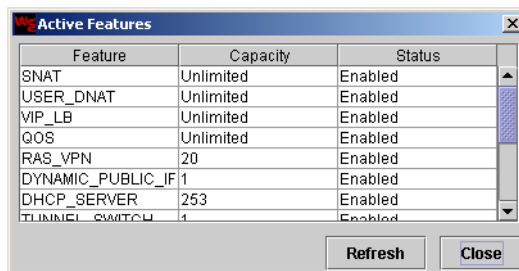 Active Features
Feature Capacity Status
SNAT Unlimited Enabled
USER_DNAT Unlimited Enabled
VIP_LB Unlimited Enabled
QOS Unlimited Enabled
RAS_VPN 20 Enabled
DYNAMIC_PUBLIC_IF 1 Enabled
DHCP_SERVER 253 Enabled
TUNNEL_SWITCH 1 Enabled
Refresh Close